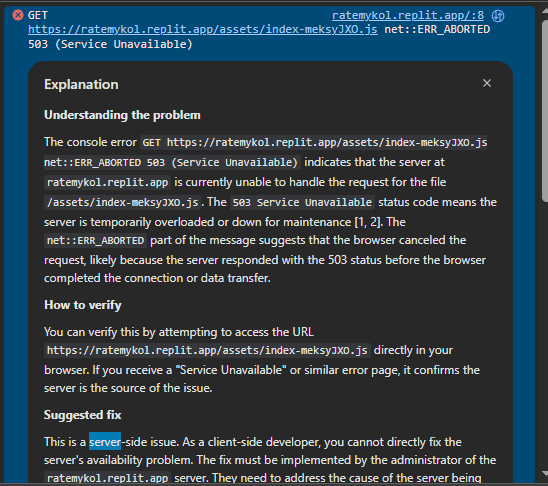 GET ratemykol.replit.app/:8
https://ratemykol.replit.app/assets/index-meksyJXO.js net::ERR_ABORTED
503 (Service Unavailable)
Explanation
Understanding the problem
The console error GET https://ratemykol.replit.app/assets/index-meksyJXO.js
net::ERR_ABORTED 503 (Service Unavailable) indicates that the server at
ratemykol.replit.app is currently unable to handle the request for the file
/assets/index-meksyJXO.js. The 503 Service Unavailable status code means the
server is temporarily overloaded or down for maintenance [1, 2]. The
net::ERR_ABORTED part of the message suggests that the browser canceled the
request, likely because the server responded with the 503 status before the browser
completed the connection or data transfer.
How to verify
You can verify this by attempting to access the URL
https://ratemykol.replit.app/assets/index-meksyJXO.js directly in your
browser. If you receive a "Service Unavailable" or similar error page, it confirms
the server is the source of the issue.
Suggested fix
This is a server-side issue. As a client-side developer, you cannot directly fix the
server's availability problem. The fix must be implemented by the administrator of the
ratemykol.replit.app server. They need to address the cause of the server being